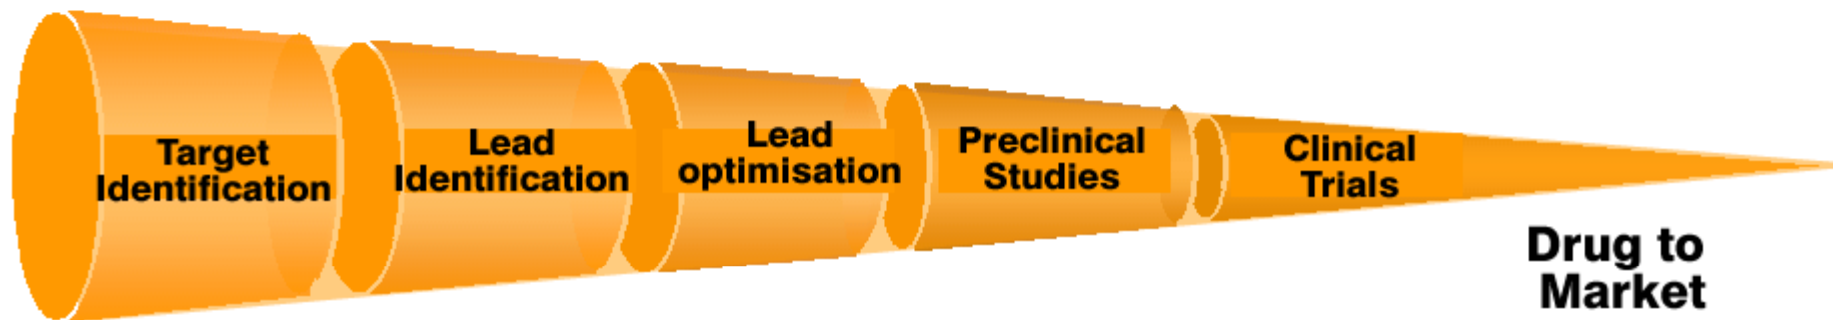 Target
Identification
Lead
Identification
Lead
optimisation
Preclinical
Studies
Clinical
Trials
Drug to
Market